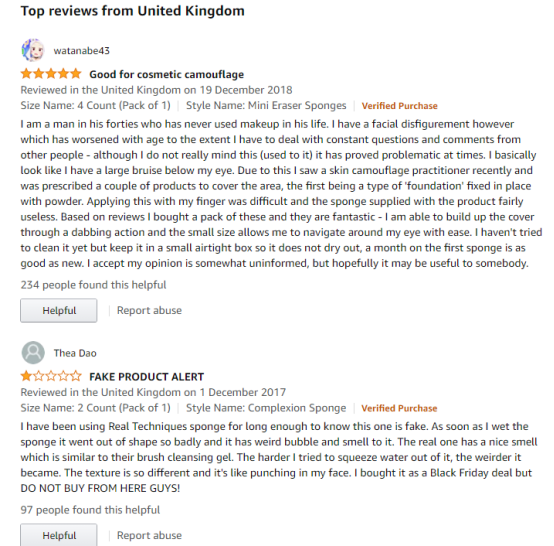 Top reviews from United Kingdom
watanabe43
Good for cosmetic camouflage
Reviewed in the United Kingdom on 19 December 2018
Size Name: 4 Count (Pack of 1) | Style Name: Mini Eraser Sponges | Verified Purchase
I am a man in his forties who has never used makeup in his life. I have a facial disfigurement however
which has worsened with age to the extent I have to deal with constant questions and comments from
other people - although I do not really mind this (used to it) it has proved problematic at times. I basically
look like I have a large bruise below my eye. Due to this I saw a skin camouflage practitioner recently and
was prescribed a couple of products to cover the area, the first being a type of 'foundation' fixed in place
with powder. Applying this with my finger was difficult and the sponge supplied with the product fairly
useless. Based on reviews I bought a pack of these and they are fantastic - I am able to build up the cover
through a dabbing action and the small size allows me to navigate around my eye with ease. I haven't tried
to clean it yet but keep it in a small airtight box so it does not dry out, a month on the first sponge is as
good as new. I accept my opinion is somewhat uninformed, but hopefully it may be useful to somebody.
234 people found this helpful
Helpful | Report abuse
Thea Dao
FAKE PRODUCT ALERT
Reviewed in the United Kingdom on 1 December 2017
Size Name: 2 Count (Pack of 1) | Style Name: Complexion Sponge | Verified Purchase
I have been using Real Techniques sponge for long enough to know this one is fake. As soon as I wet the
sponge it went out of shape so badly and it has weird bubble and smell to it. The real one has a nice smell
which is similar to their brush cleansing gel. The harder I tried to squeeze water out of it, the weirder it
became. The texture is so different and it's like punching in my face. I bought it as a Black Friday deal but
DO NOT BUY FROM HERE GUYS!
97 people found this helpful
Helpful | Report abuse